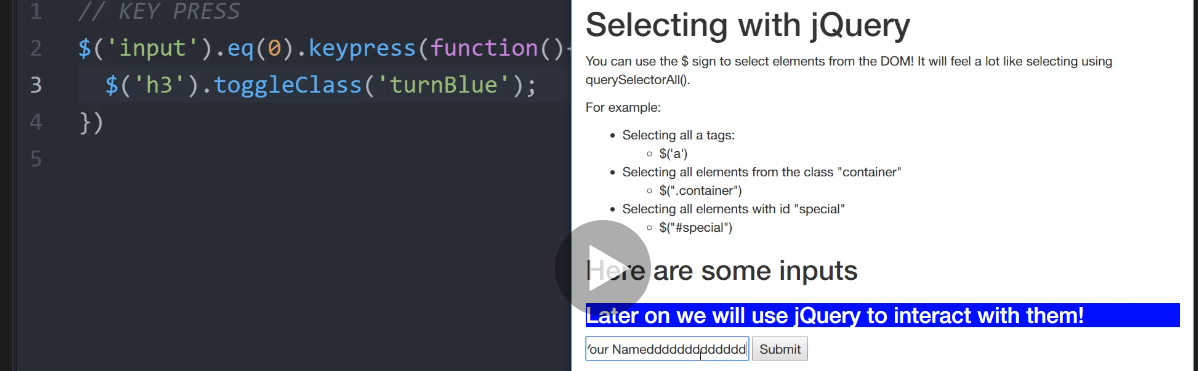 1 // KEY PRESS
2 $('input').eq(0).keypress(function(){
3 $('h3').toggleClass('turnBlue');
4 })
5
Selecting with jQuery
You can use the $ sign to select elements from the DOM! It will feel a lot like selecting using
querySelectorAll().
For example:
• Selecting all a tags:
◦ $('a')
• Selecting all elements from the class "container"
◦ $(".container")
• Selecting all elements with id "special"
◦ $("#special")
Here are some inputs
Later on we will use jQuery to interact with them!
Your Nameddddddddddddd Submit